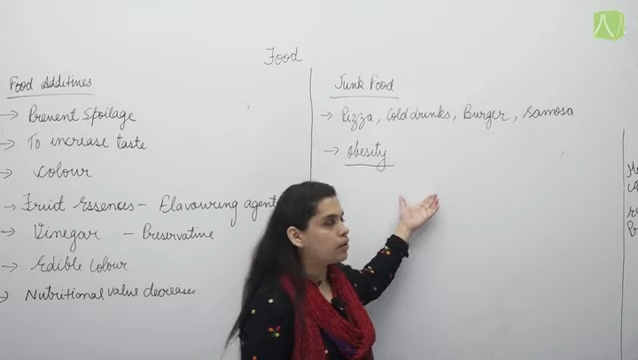 Food
Food Additives
→ Prevent Spoilage
→ To increase taste
→ Colour
→ Fruit Essences - Flavouring agent
→ Vinegar - Preservative
→ Edible Colour
→ Nutritional value decreases.
Junk Food
→ Pizza, Cold drinks, Burger, Samosa
→ Obesity